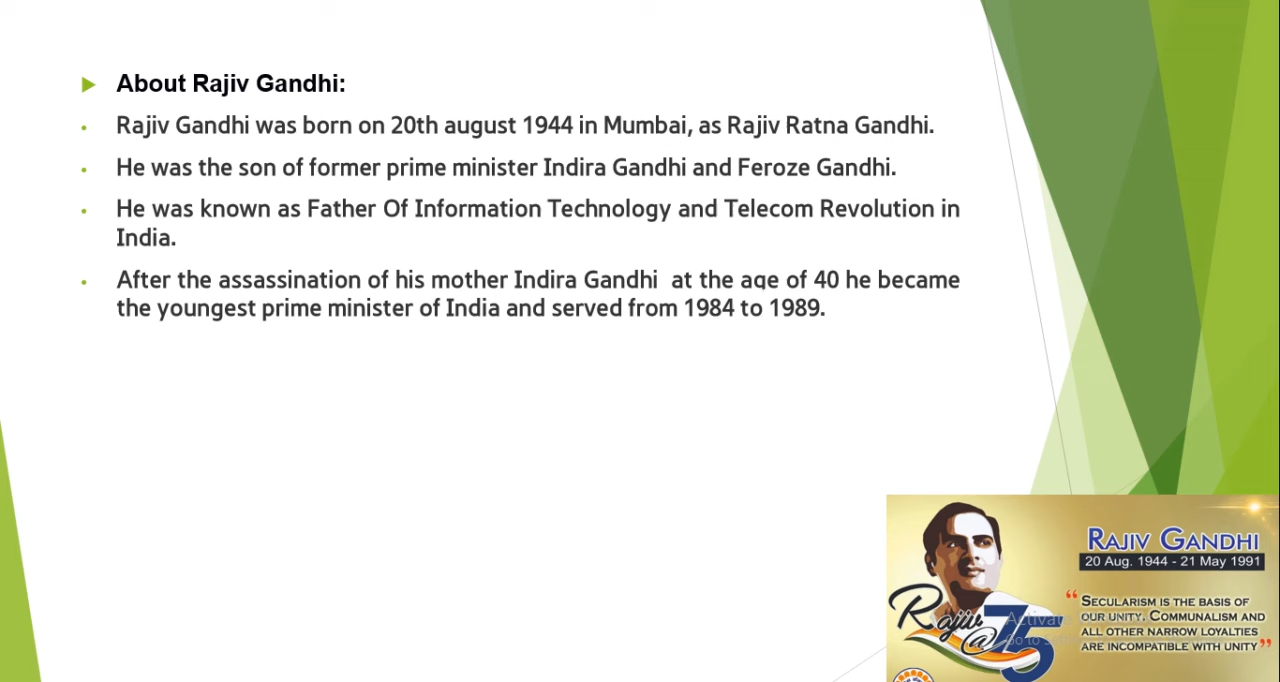 About Rajiv Gandhi:
Rajiv Gandhi was born on 20th august 1944 in Mumbai, as Rajiv Ratna Gandhi.
He was the son of former prime minister Indira Gandhi and Feroze Gandhi.
He was known as Father Of Information Technology and Telecom Revolution in
India.
After the assassination of his mother Indira Gandhi at the age of 40 he became
the youngest prime minister of India and served from 1984 to 1989.
RAJIV GANDHI
20 Aug. 1944 - 21 May 1991
“ SECULARISM IS THE BASIS OF
OUR UNITY. COMMUNALISM AND
ALL OTHER NARROW LOYALTIES
ARE INCOMPATIBLE WITH UNITY ”
Rajiv
@75
Activate
Go to